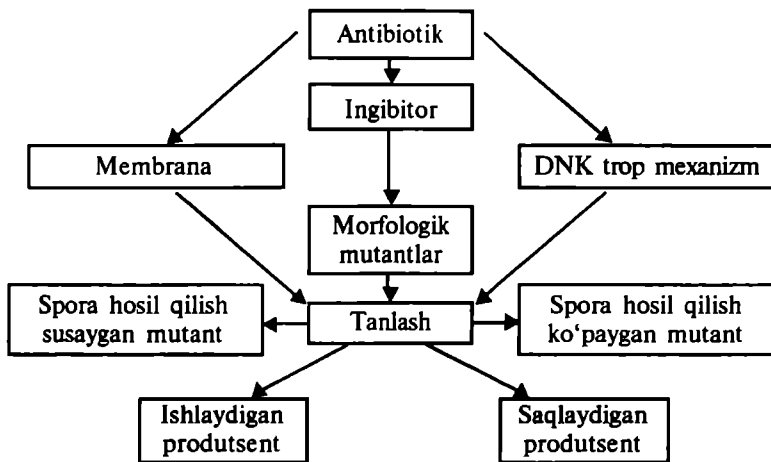 Antibiotik
Ingibitor
Membrana
DNK trop mexanizm
Morfologik
mutantlar
Spora hosil qilish
susaygan mutant
Tanlash
Spora hosil qilish
ko‘paygan mutant
Ishlaydigan
produtsent
Saqlaydigan
produtsent